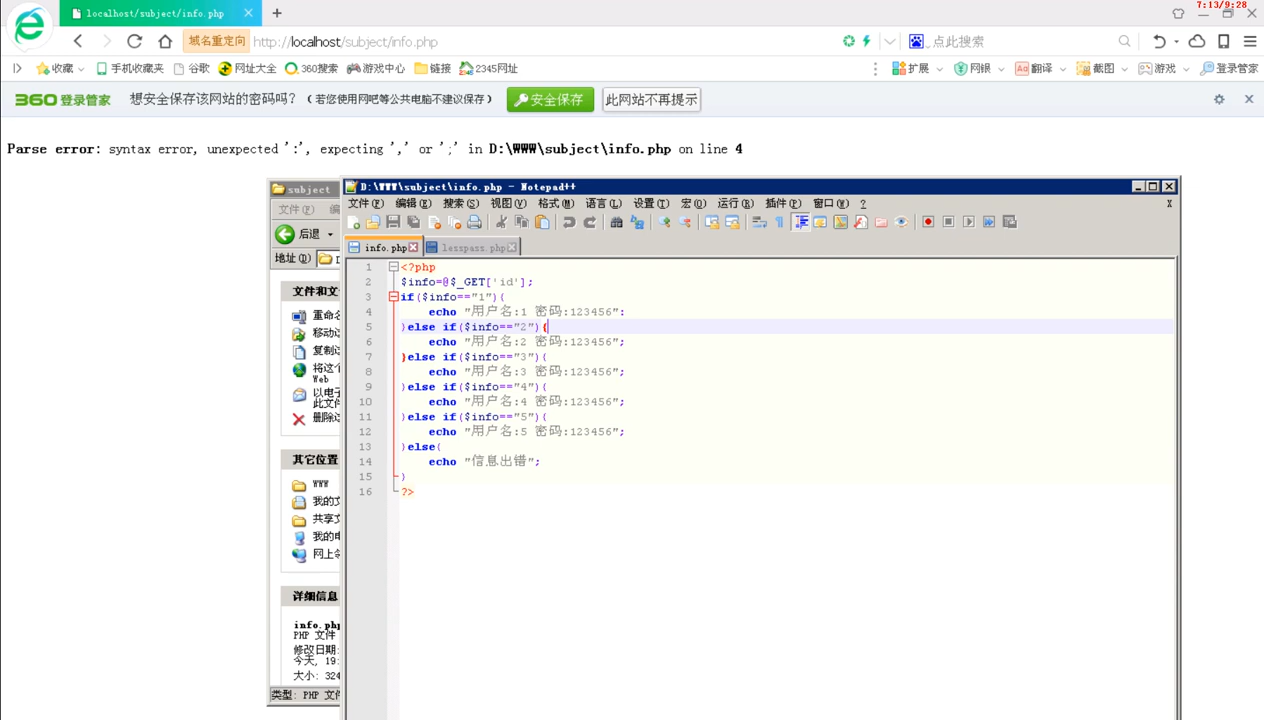 7:13/9:28
localhost/subject/info.php
域名重定向 http://localhost/subject/info.php 点此搜索
收藏 手机收藏夹 谷歌 网址大全 360搜索 游戏中心 链接 2345网址 扩展 网银 翻译 截图 游戏 登录管家
360登录管家 想安全保存该网站的密码吗? (若您使用网吧等公共电脑不建议保存) 安全保存 此网站不再提示
Parse error: syntax error, unexpected ':', expecting ',' or ';' in D:\WWW\subject\info.php on line 4
subject
文件(F)
后退
地址(D)
文件和文
重命名
移动这
复制这
将这个
Web
以电子
此文件
删除这
其它位置
WWW
我的文
共享文
我的电
网上邻
详细信息
info.php
PHP 文件
修改日期:
今天, 19:
大小: 324
类型: PHP 文件
D:\WWW\subject\info.php - Notepad++
文件(F) 编辑(E) 搜索(S) 视图(V) 格式(M) 语言(L) 设置(T) 宏(O) 运行(R) 插件(P) 窗口(W) ? X
info.php lesspass.php
1 <?php
2 $info=@$_GET['id'];
3 if($info=="1"){
4 echo "用户名:1 密码:123456":
5 }else if($info=="2"){
6 echo "用户名:2 密码:123456";
7 }else if($info=="3"){
8 echo "用户名:3 密码:123456";
9 }else if($info=="4"){
10 echo "用户名:4 密码:123456";
11 }else if($info=="5"){
12 echo "用户名:5 密码:123456";
13 }else{
14 echo "信息出错";
15 }
16 ?>